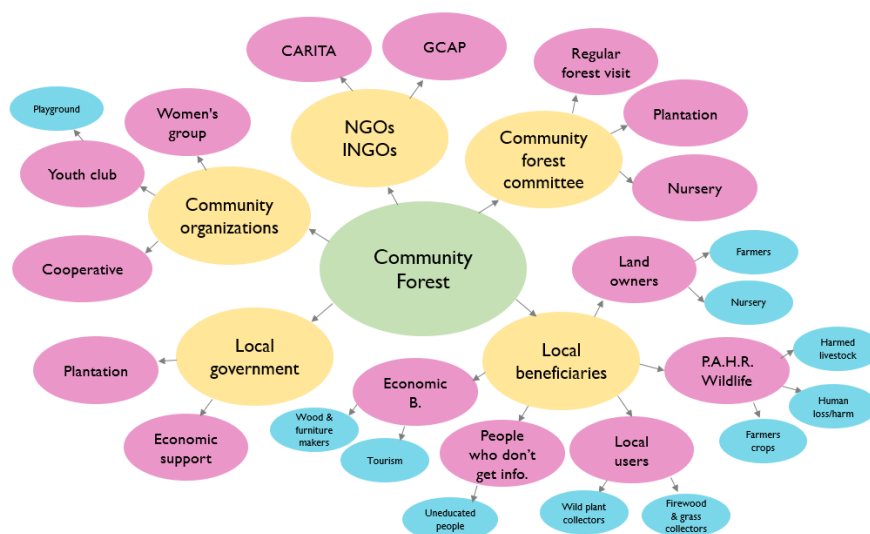 CARITA
GCAP
NGOs
INGOs
Regular
forest visit
Plantation
Nursery
Community
forest
committee
Playground
Women's
group
Youth club
Community
organizations
Cooperative
Community
Forest
Land
owners
Farmers
Nursery
Local
government
Plantation
Economic
support
Local
beneficiaries
P.A.H.R.
Wildlife
Harmed
livestock
Human
loss/harm
Farmers
crops
Economic
B.
Wood &
furniture
makers
Tourism
People
who don't
get info.
Uneducated
people
Local
users
Wild plant
collectors
Firewood
& grass
collectors